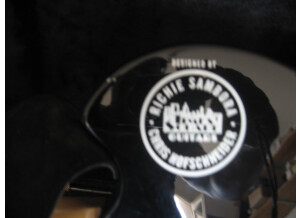 DESIGNED BY
RICHIE SAMBORA
GUITARS
CHRIS HOFSCHNEIDER